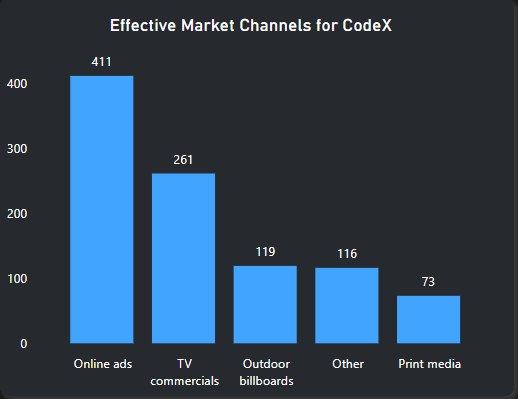 Effective Market Channels for CodeX
411
400
300
261
200
119
116
100
73
0
Online ads
TV
commercials
Outdoor
billboards
Other
Print media